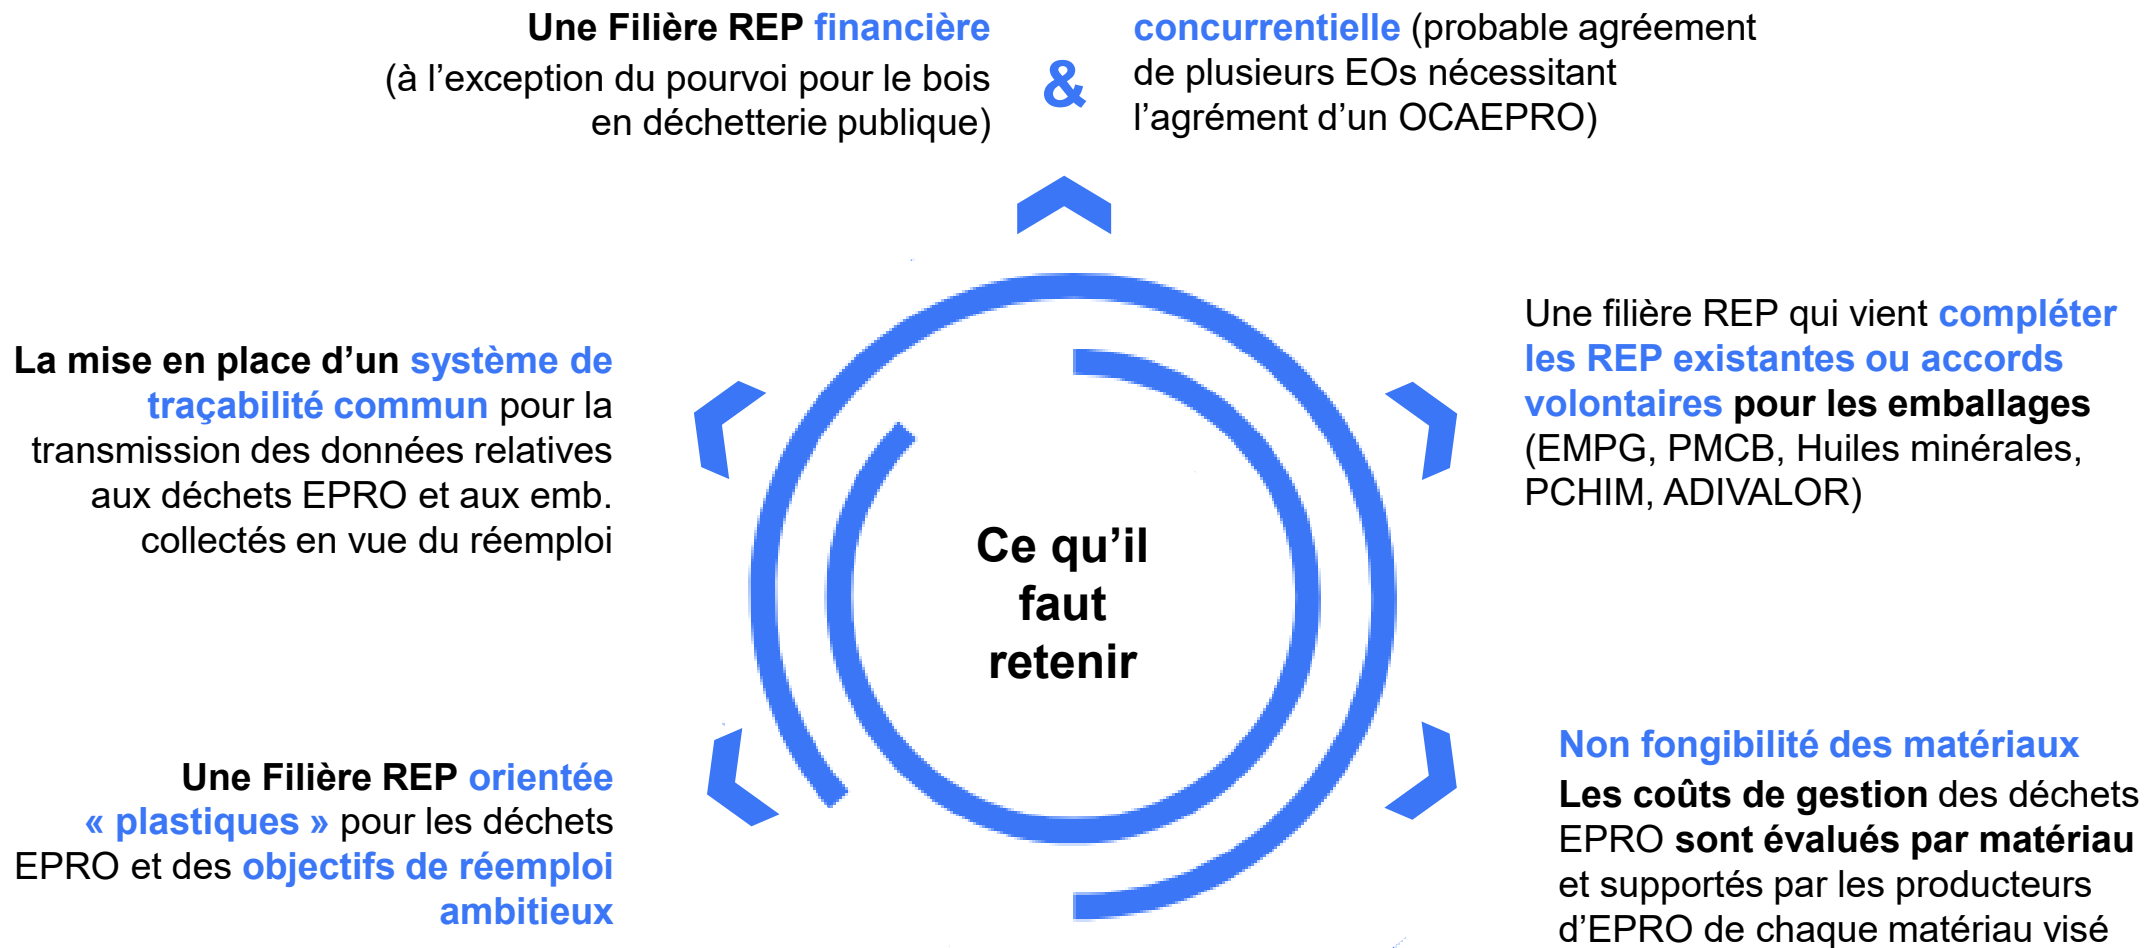 Une Filière REP financière
(à l'exception du pourvoi pour le bois
en déchetterie publique)
&
concurrentielle (probable agréement
de plusieurs EOs nécessitant
l'agrément d'un OCAEPRO)
La mise en place d'un système de
traçabilité commun pour la
transmission des données relatives
aux déchets EPRO et aux emb.
collectés en vue du réemploi
Une filière REP qui vient compléter
les REP existantes ou accords
volontaires pour les emballages
(EMPG, PMCB, Huiles minérales,
PCHIM, ADIVALOR)
Ce qu'il
faut
retenir
Une Filière REP orientée
« plastiques » pour les déchets
EPRO et des objectifs de réemploi
ambitieux
Non fongibilité des matériaux
Les coûts de gestion des déchets
EPRO sont évalués par matériau
et supportés par les producteurs
d'EPRO de chaque matériau visé